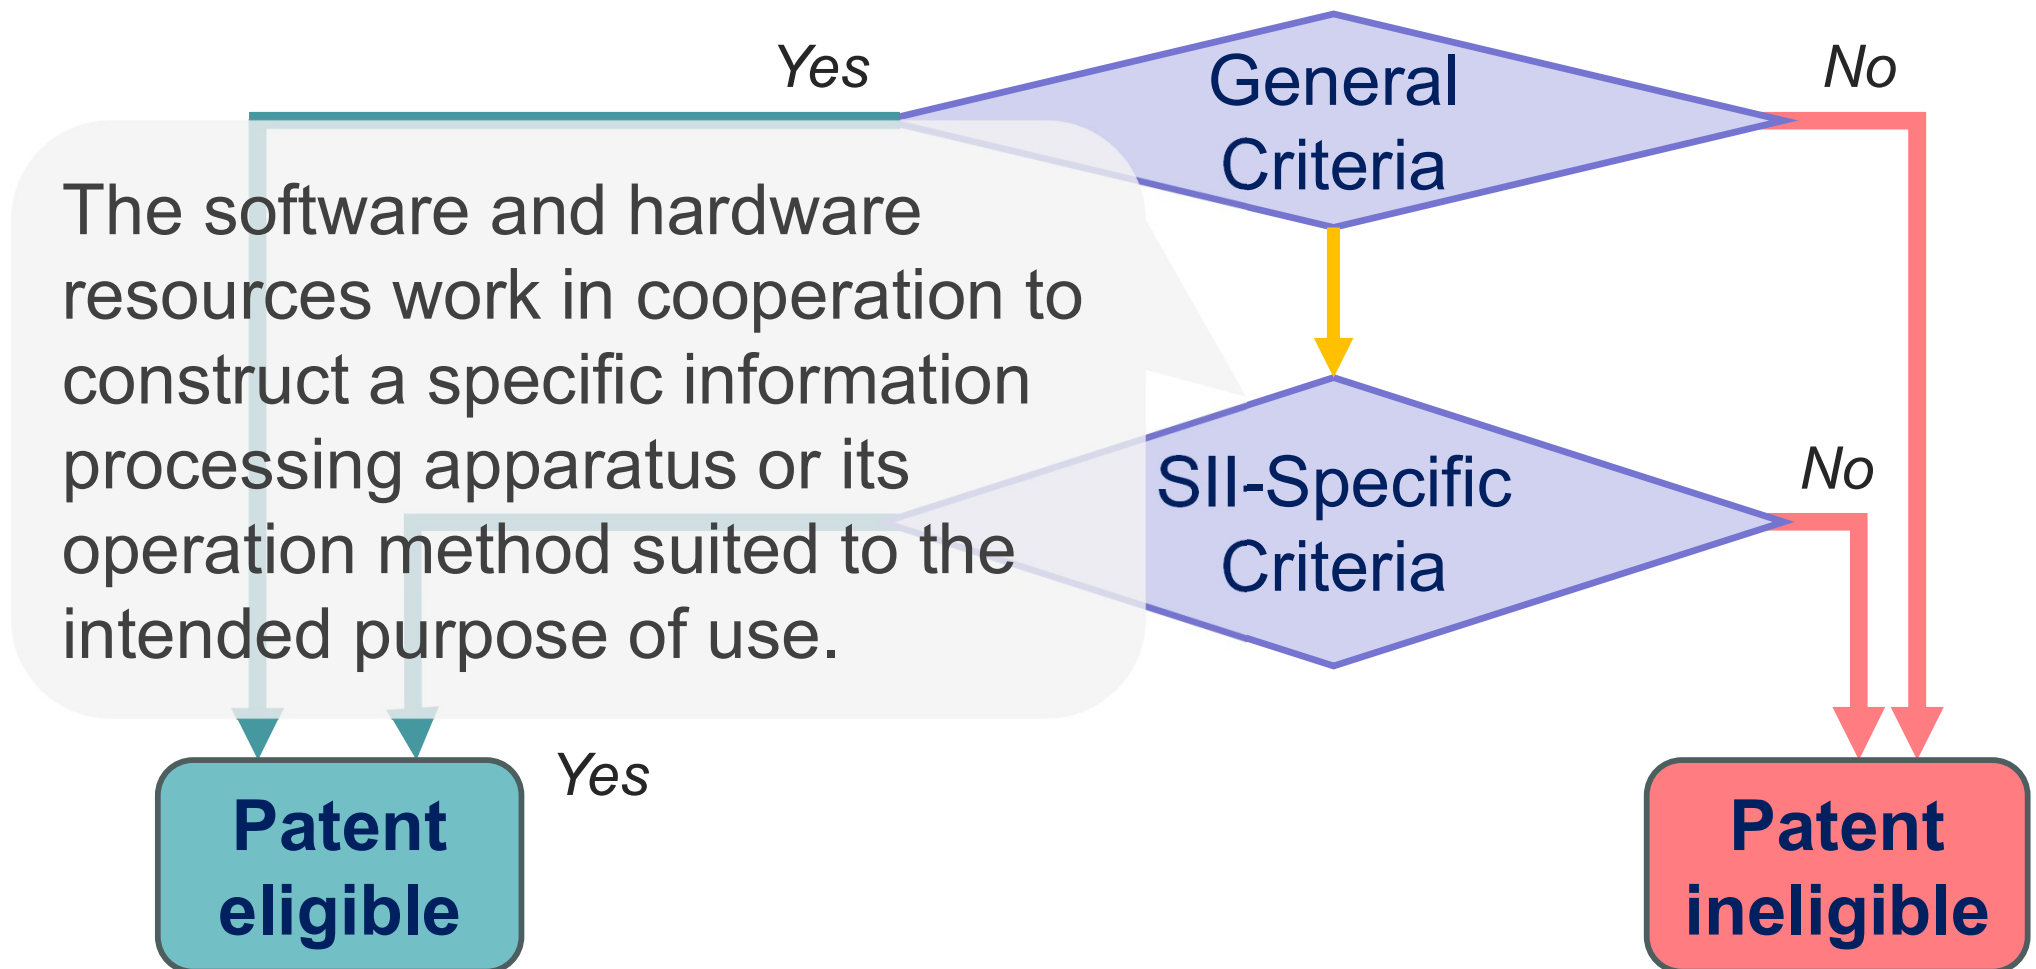 Yes
General
Criteria
No
The software and hardware
resources work in cooperation to
construct a specific information
processing apparatus or its
operation method suited to the
intended purpose of use.
SII-Specific
Criteria
No
Yes
Patent
eligible
Patent
ineligible